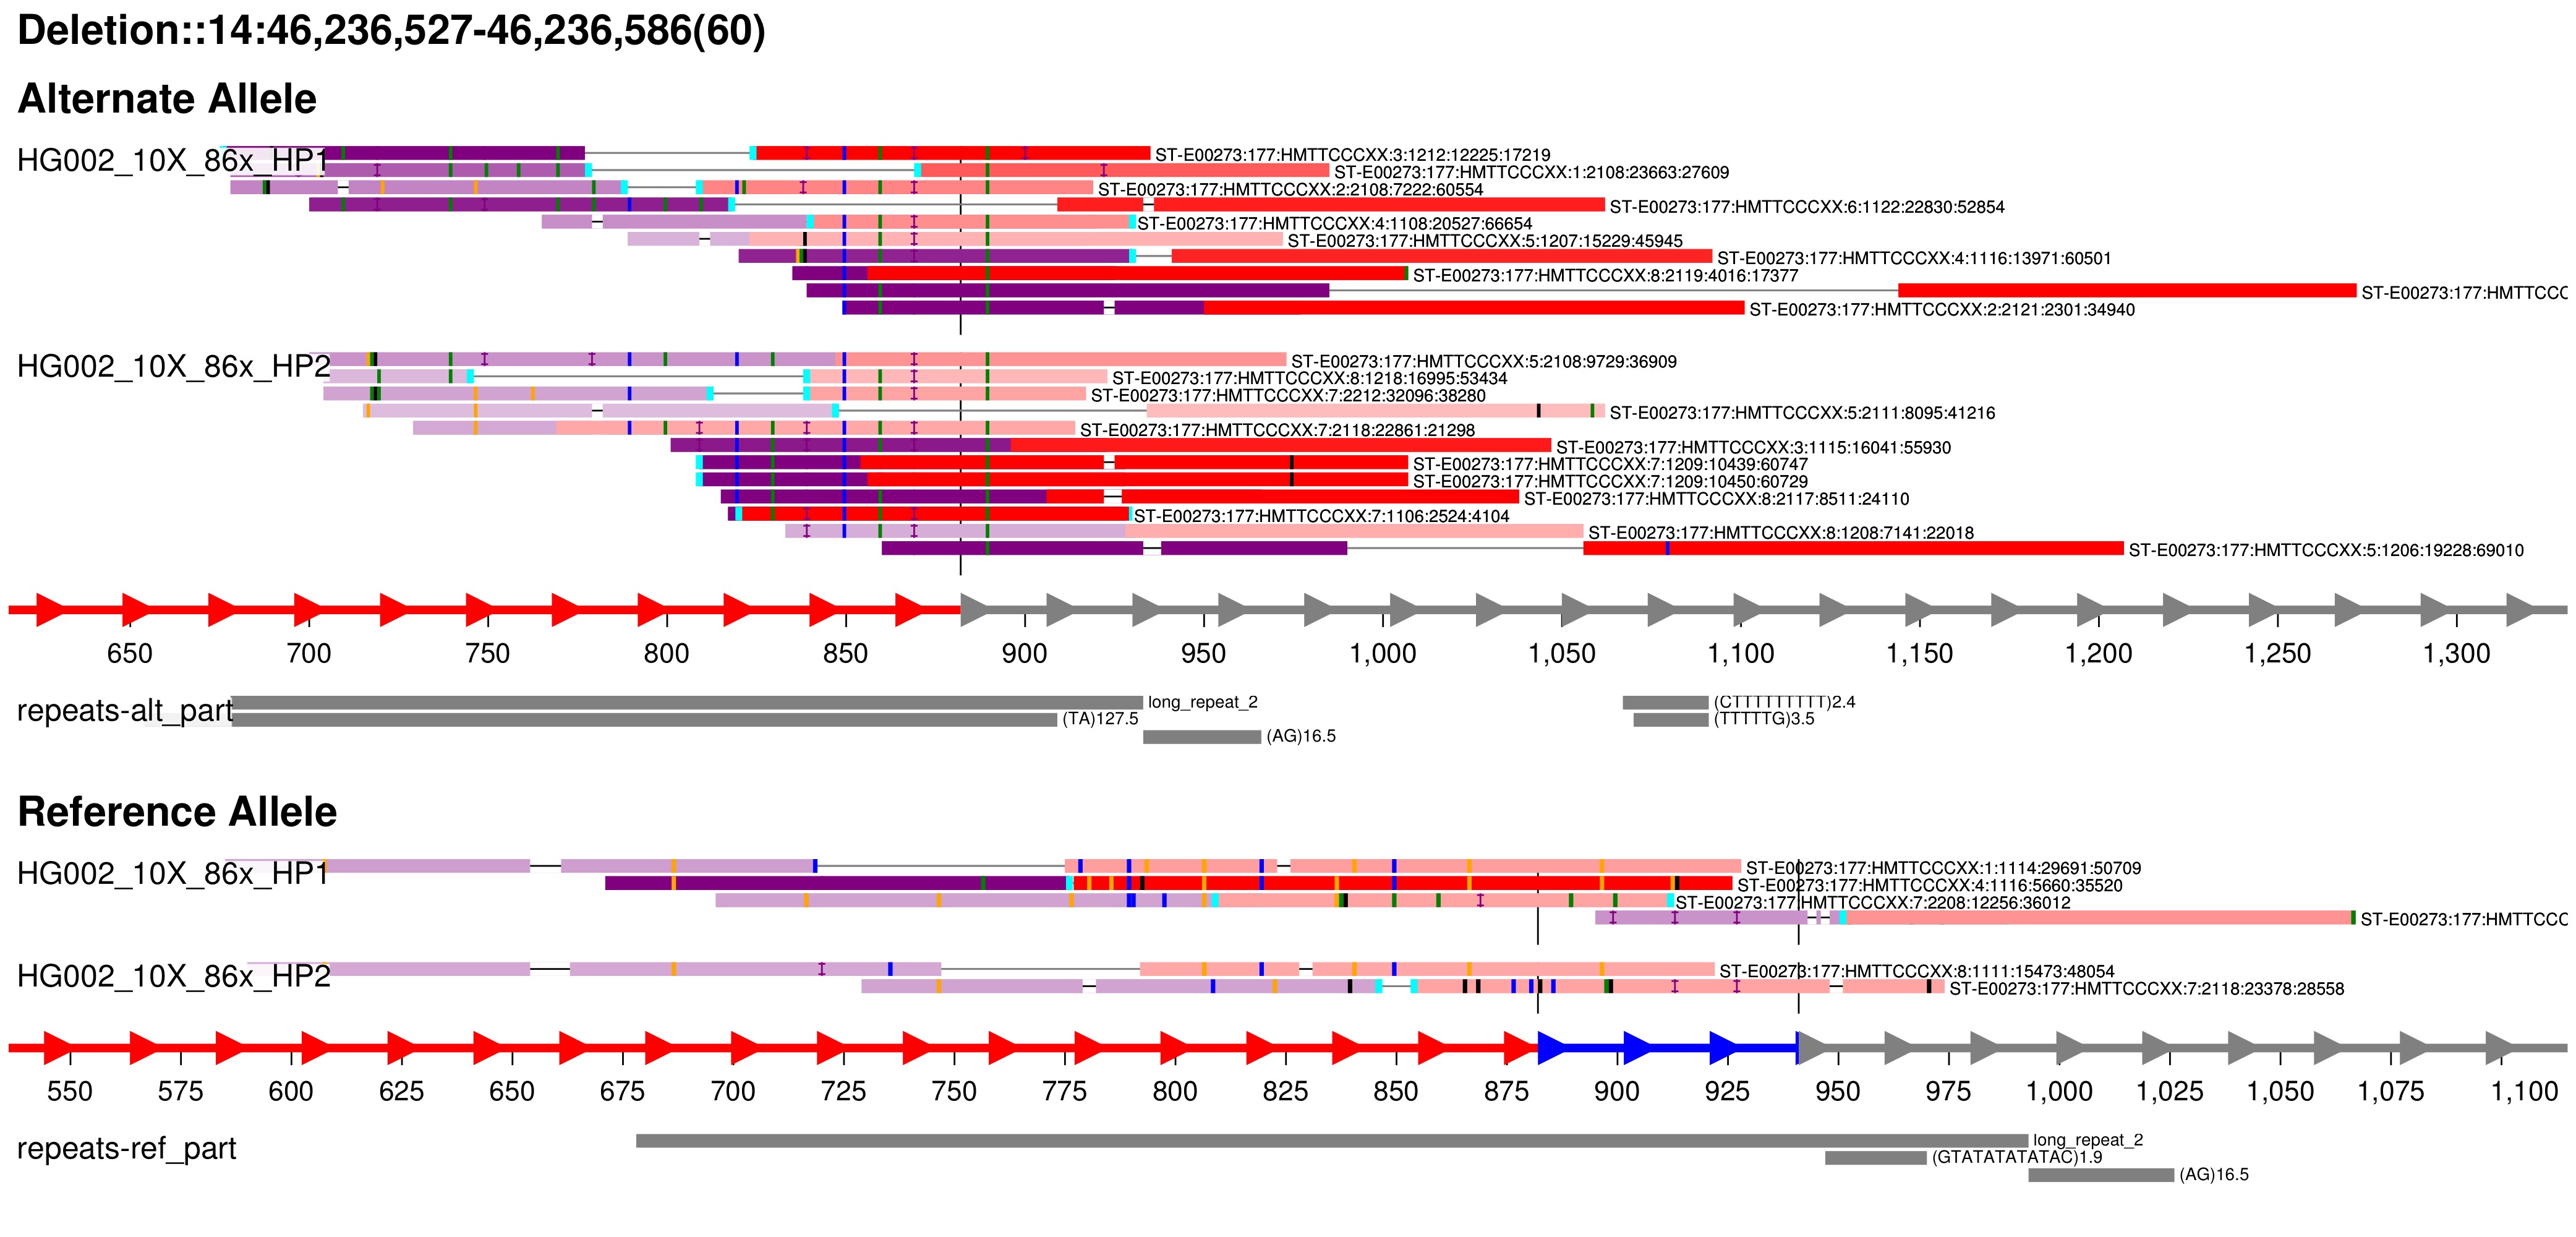 Deletion::14:46,236,527-46,236,586(60)
Alternate Allele
HG002_10X_86x_HP1
ST-E00273:177:HMTTCCCXX:3:1212:12225:17219
ST-E00273:177:HMTTCCCXX:1:2108:23663:27609
ST-E00273:177:HMTTCCCXX:2:2108:7222:60554
ST-E00273:177:HMTTCCCXX:6:1122:22830:52854
ST-E00273:177:HMTTCCCXX:4:1108:20527:66654
ST-E00273:177:HMTTCCCXX:5:1207:15229:45945
ST-E00273:177:HMTTCCCXX:4:1116:13971:60501
ST-E00273:177:HMTTCCCXX:8:2119:4016:17377
ST-E00273:177:HMTTCC
ST-E00273:177:HMTTCCCXX:2:2121:2301:34940
HG002_10X_86x_HP2
ST-E00273:177:HMTTCCCXX:5:2108:9729:36909
ST-E00273:177:HMTTCCCXX:8:1218:16995:53434
ST-E00273:177:HMTTCCCXX:7:2212:32096:38280
ST-E00273:177:HMTTCCCXX:5:2111:8095:41216
ST-E00273:177:HMTTCCCXX:7:2118:22861:21298
ST-E00273:177:HMTTCCCXX:3:1115:16041:55930
ST-E00273:177:HMTTCCCXX:7:1209:10439:60747
ST-E00273:177:HMTTCCCXX:7:1209:10450:60729
ST-E00273:177:HMTTCCCXX:8:2117:8511:24110
ST-E00273:177:HMTTCCCXX:7:1106:2524:4104
ST-E00273:177:HMTTCCCXX:8:1208:7141:22018
ST-E00273:177:HMTTCCCXX:5:1206:19228:69010
650 700 750 800 850 900 950 1,000 1,050 1,100 1,150 1,200 1,250 1,300
repeats-alt_part
long_repeat_2 (CTTTTTTTTT)2.4
(TA)127.5 (TTTTTG)3.5
(AG)16.5
Reference Allele
HG002_10X_86x_HP1
ST-E00273:177:HMTTCCCXX:1:1114:29691:50709
ST-E00273:177:HMTTCCCXX:4:1116:5660:35520
ST-E00273:177:HMTTCCCXX:7:2208:12256:36012
ST-E00273:177:HMTTCC
HG002_10X_86x_HP2
ST-E00273:177:HMTTCCCXX:8:1111:15473:48054
ST-E00273:177:HMTTCCCXX:7:2118:23378:28558
550 575 600 625 650 675 700 725 750 775 800 825 850 875 900 925 950 975 1,000 1,025 1,050 1,075 1,100
repeats-ref_part
long_repeat_2
(GTATATATATAC)1.9
(AG)16.5